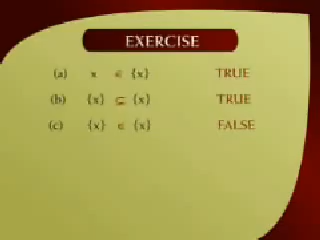 EXERCISE
(a) x ∈ {x} TRUE
(b) {x} ⊆ {x} TRUE
(c) {x} ∈ {x} FALSE